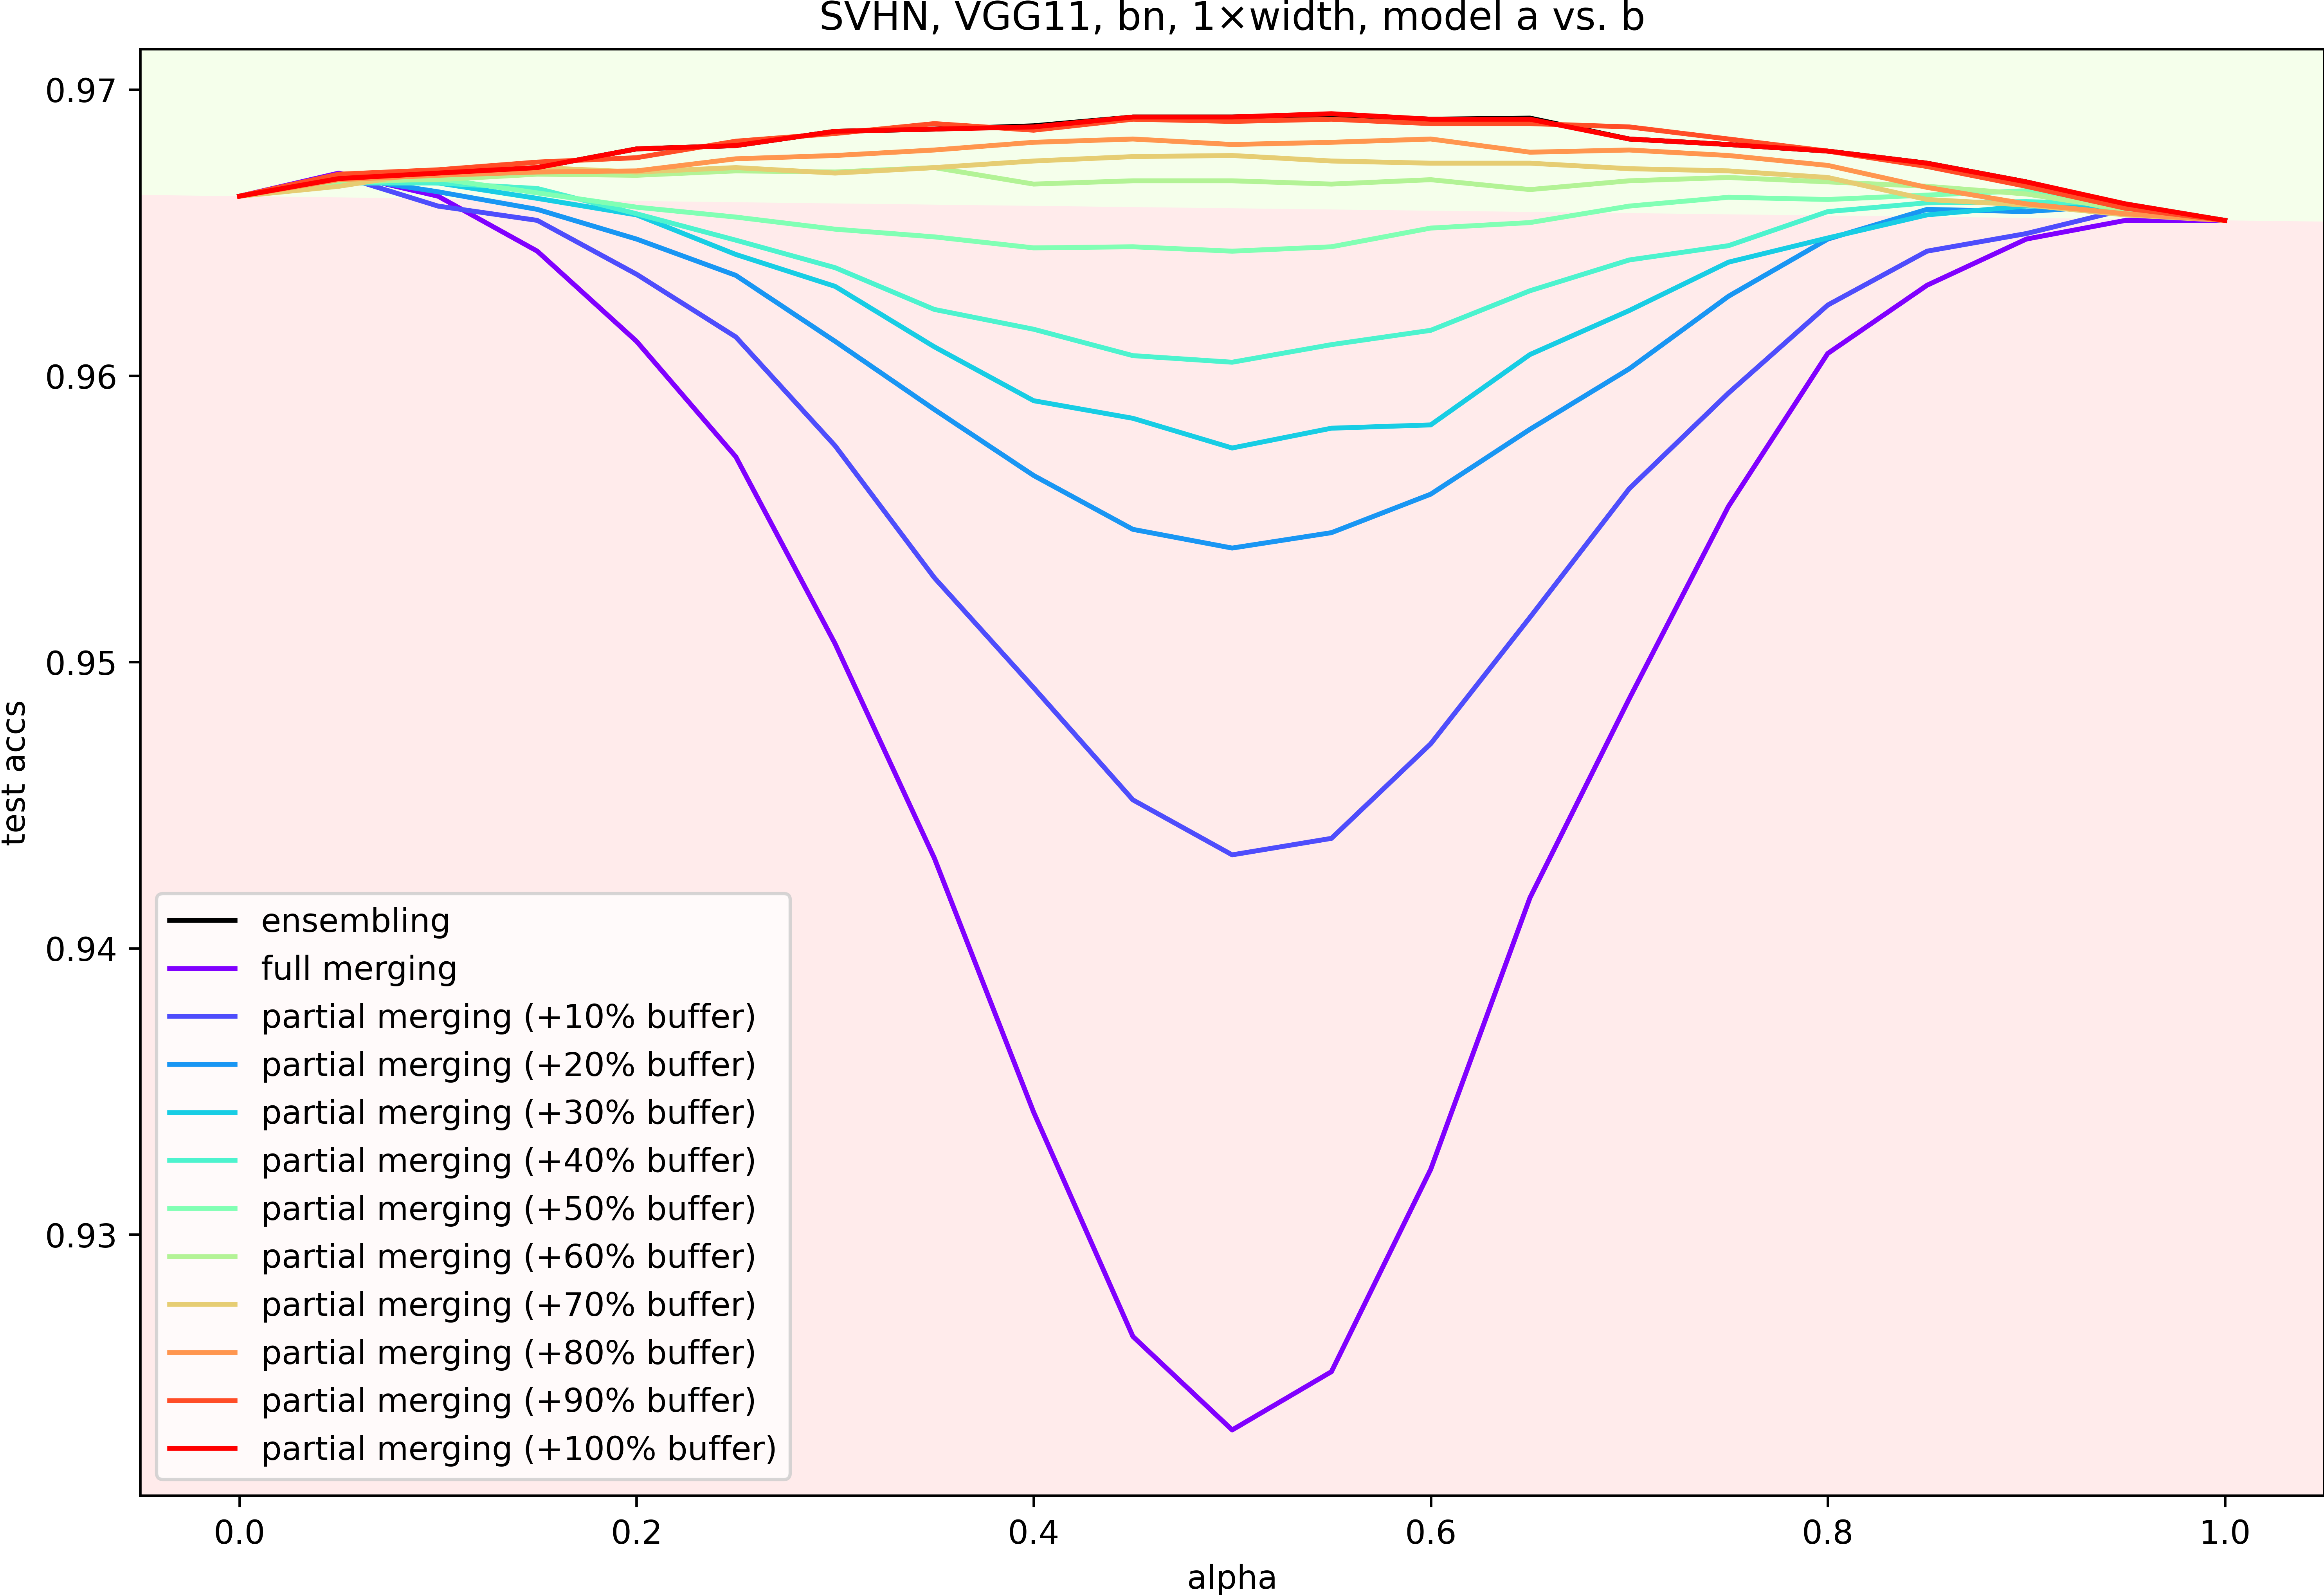 SVHN, VGG11, bn, 1×width, model a vs. b
test accs
0.97
0.96
0.95
0.94
0.93
ensembling
full merging
partial merging (+10% buffer)
partial merging (+20% buffer)
partial merging (+30% buffer)
partial merging (+40% buffer)
partial merging (+50% buffer)
partial merging (+60% buffer)
partial merging (+70% buffer)
partial merging (+80% buffer)
partial merging (+90% buffer)
partial merging (+100% buffer)
0.0 0.2 0.4 0.6 0.8 1.0
alpha